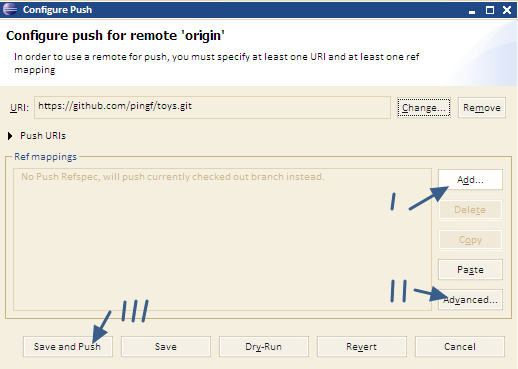 Configure Push
Configure push for remote 'origin'
In order to use a remote for push, you must specify at least one URI and at least one ref
mapping
URI: https://github.com/pingf/toys.git Change... Remove
Push URIs
Ref mappings
No Push Refspec, will push currently checked out branch instead.
Add...
I
Delete
Copy
Paste
II
Advanced...
III
Save and Push Save Dry-Run Revert Cancel